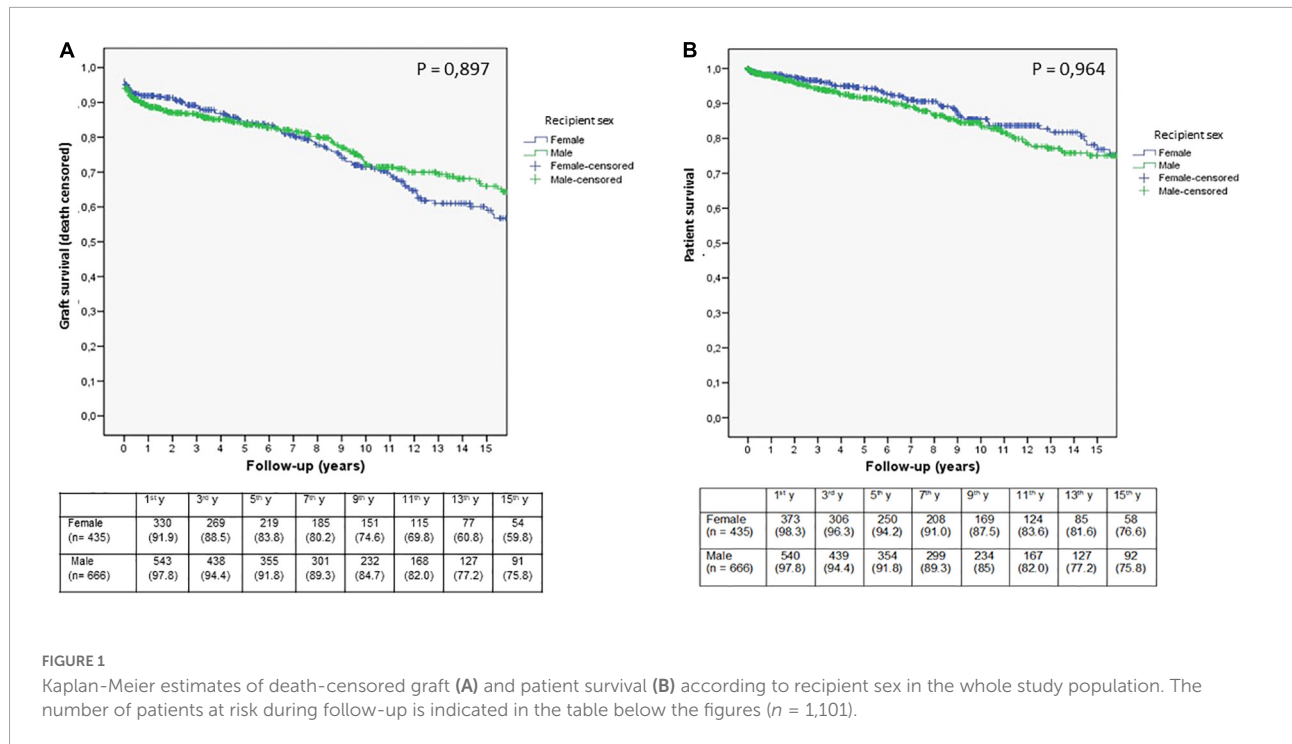 A
P = 0,897
Graft survival (death censored)
1,0
0,9
0,8
0,7
0,6
0,5
0,4
0,3
0,2
0,1
0,0
0 1 2 3 4 5 6 7 8 9 10 11 12 13 14 15
Follow-up (years)
Recipient sex
Female
Male
Female-censored
Male-censored
1st y 3rd y 5th y 7th y 9th y 11th y 13th y 15th y
Female (n= 435) 330 (91.9) 269 (88.5) 219 (83.8) 185 (80.2) 151 (74.6) 115 (69.8) 77 (60.8) 54 (59.8)
Male (n= 666) 543 (97.8) 438 (94.4) 355 (91.8) 301 (89.3) 232 (84.7) 168 (82.0) 127 (77.2) 91 (75.8)
B
P = 0,964
Patient survival
1,0
0,9
0,8
0,7
0,6
0,5
0,4
0,3
0,2
0,1
0,0
0 1 2 3 4 5 6 7 8 9 10 11 12 13 14 15
Follow-up (years)
Recipient sex
Female
Male
Female-censored
Male-censored
1st y 3rd y 5th y 7th y 9th y 11th y 13th y 15th y
Female (n = 435) 373 (98.3) 306 (96.3) 250 (94.2) 208 (91.0) 169 (87.5) 124 (83.6) 85 (81.6) 58 (76.6)
Male (n = 666) 540 (97.8) 439 (94.4) 354 (91.8) 299 (89.3) 234 (85) 167 (82.0) 127 (77.2) 92 (75.8)
FIGURE 1
Kaplan-Meier estimates of death-censored graft (A) and patient survival (B) according to recipient sex in the whole study population. The
number of patients at risk during follow-up is indicated in the table below the figures (n = 1,101).